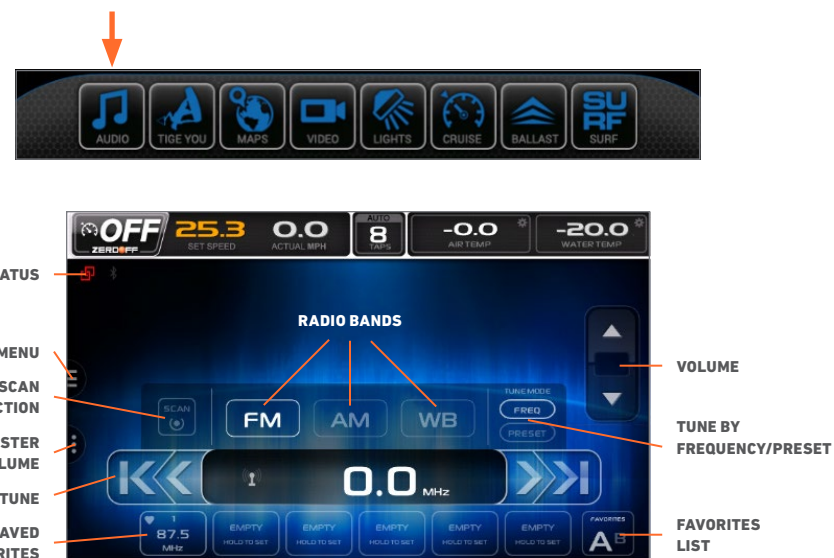 AUDIO
TIGE YOU
MAPS
VIDEO
LIGHTS
CRUISE
BALLAST
SU
RF
SURF
OFF
ZEROOFF
25.3
SET SPEED
0.0
ACTUAL MPH
AUTO
8
TAPS
-0.0
AIR TEMP
-20.0
WATER TEMP
ATUS
RADIO BANDS
MENU
SCAN
CTION
STER
LUME
TUNE
AVED
RITES
SCAN
FM
AM
WB
TUNE MODE
FREQ
PRESET
VOLUME
TUNE BY
FREQUENCY/PRESET
0.0 MHz
1
87.5
MHz
EMPTY
HOLD TO SET
EMPTY
HOLD TO SET
EMPTY
HOLD TO SET
EMPTY
HOLD TO SET
EMPTY
HOLD TO SET
FAVORITES
A B
FAVORITES
LIST